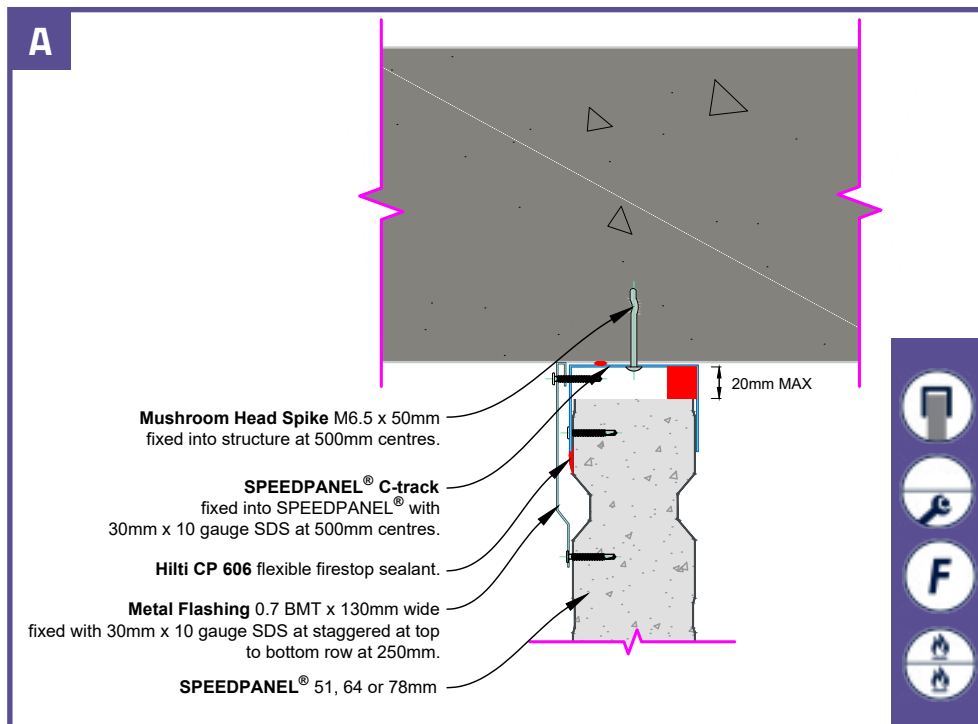 A
20mm MAX
Mushroom Head Spike M6.5 x 50mm
fixed into structure at 500mm centres.
SPEEDPANEL® C-track
fixed into SPEEDPANEL® with
30mm x 10 gauge SDS at 500mm centres.
Hilti CP 606 flexible firestop sealant.
Metal Flashing 0.7 BMT x 130mm wide
fixed with 30mm x 10 gauge SDS at staggered at top
to bottom row at 250mm.
SPEEDPANEL® 51, 64 or 78mm
F